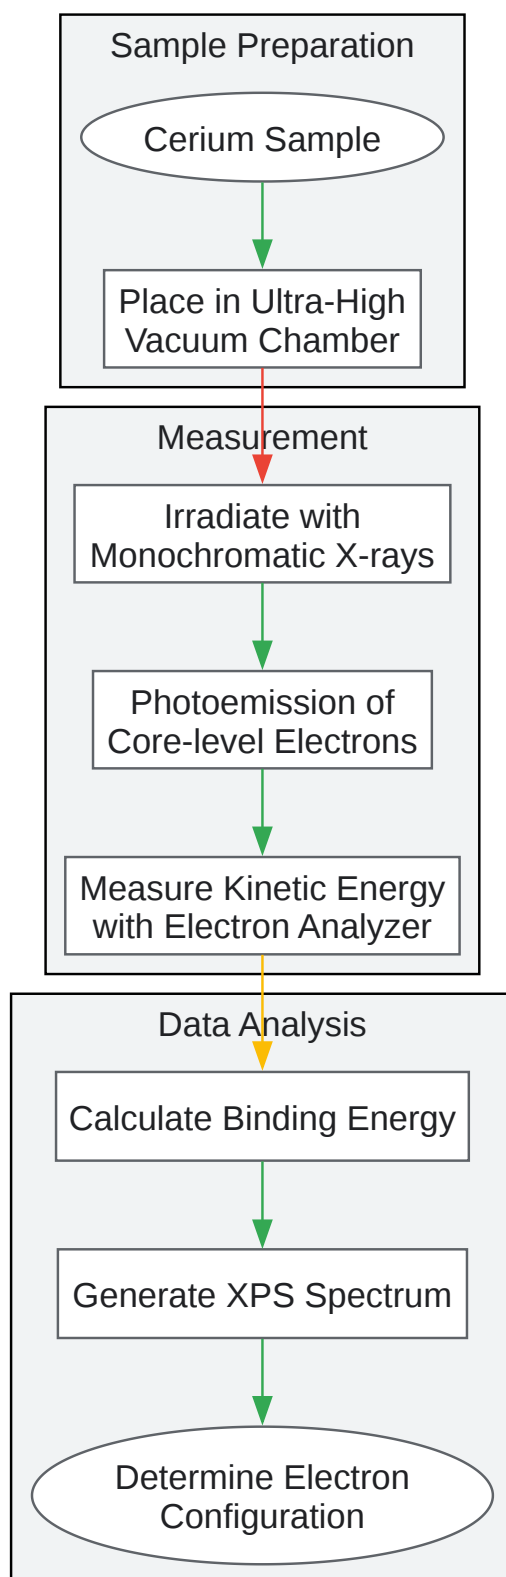 Sample Preparation
Cerium Sample
Place in Ultra-High
Vacuum Chamber
Measurement
Irradiate with
Monochromatic X-rays
Photoemission of
Core-level Electrons
Measure Kinetic Energy
with Electron Analyzer
Data Analysis
Calculate Binding Energy
Generate XPS Spectrum
Determine Electron
Configuration